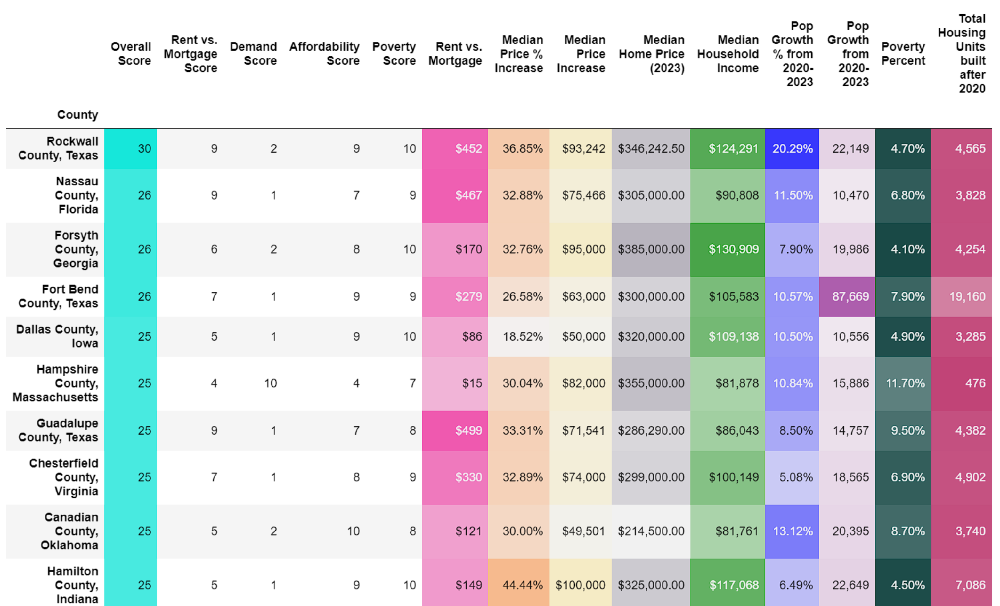 Overall Score Rent vs. Mortgage Score Demand Score Affordability Score Poverty Score Rent vs. Mortgage Median Price % Increase Median Price Increase Median Home Price (2023) Median Household Income Pop Growth % from 2020-2023 Pop Growth from 2020-2023 Poverty Percent Total Housing Units built after 2020
County
Rockwall County, Texas 30 9 2 9 10 $452 36.85% $93,242 $346,242.50 $124,291 20.29% 22,149 4.70% 4,565
Nassau County, Florida 26 9 1 7 9 $467 32.88% $75,466 $305,000.00 $90,808 11.50% 10,470 6.80% 3,828
Forsyth County, Georgia 26 6 2 8 10 $170 32.76% $95,000 $385,000.00 $130,909 7.90% 19,986 4.10% 4,254
Fort Bend County, Texas 26 7 1 9 9 $279 26.58% $63,000 $300,000.00 $105,583 10.57% 87,669 7.90% 19,160
Dallas County, Iowa 25 5 1 9 10 $86 18.52% $50,000 $320,000.00 $109,138 10.50% 10,556 4.90% 3,285
Hampshire County, Massachusetts 25 4 10 4 7 $15 30.04% $82,000 $355,000.00 $81,878 10.84% 15,886 11.70% 476
Guadalupe County, Texas 25 9 1 7 8 $499 33.31% $71,541 $286,290.00 $86,043 8.50% 14,757 9.50% 4,382
Chesterfield County, Virginia 25 7 1 8 9 $330 32.89% $74,000 $299,000.00 $100,149 5.08% 18,565 6.90% 4,902
Canadian County, Oklahoma 25 5 2 10 8 $121 30.00% $49,501 $214,500.00 $81,761 13.12% 20,395 8.70% 3,740
Hamilton County, Indiana 25 5 1 9 10 $149 44.44% $100,000 $325,000.00 $117,068 6.49% 22,649 4.50% 7,086